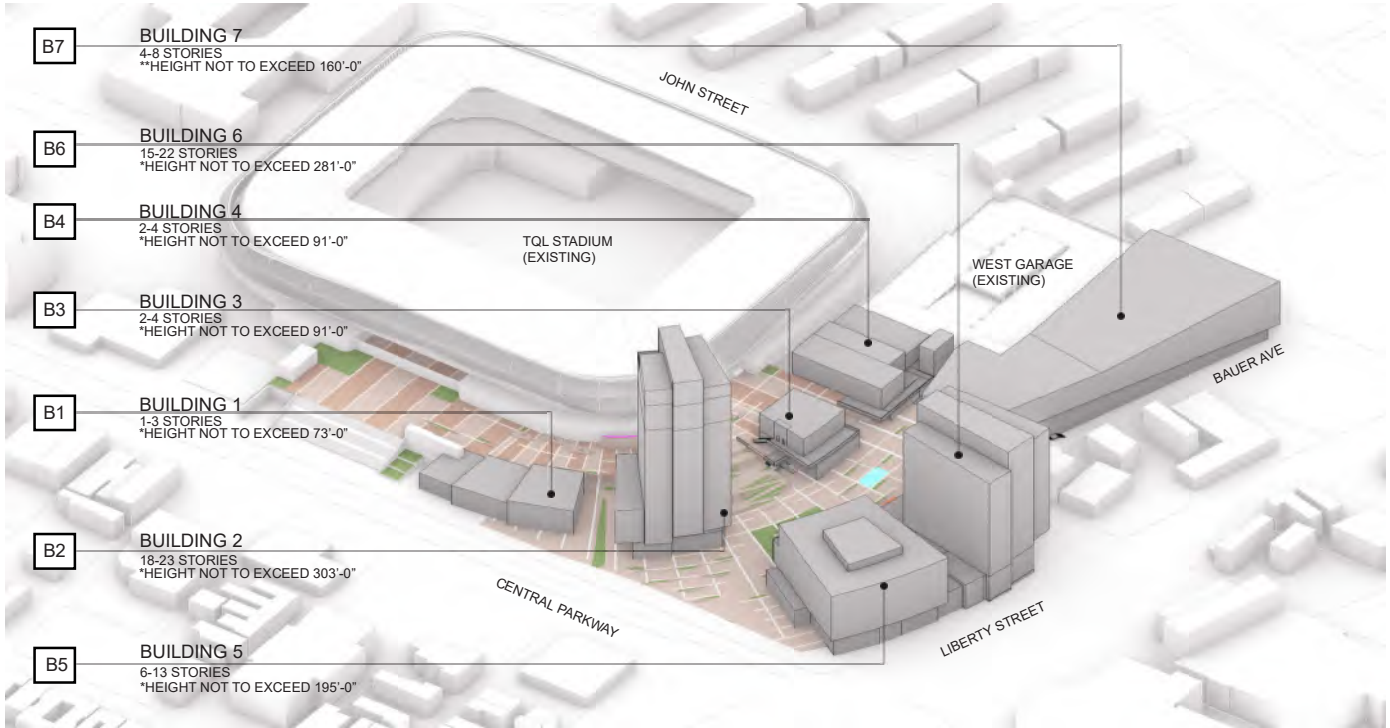 B7
BUILDING 7
4-8 STORIES
**HEIGHT NOT TO EXCEED 160'-0"
B6
BUILDING 6
15-22 STORIES
*HEIGHT NOT TO EXCEED 281'-0"
B4
BUILDING 4
2-4 STORIES
*HEIGHT NOT TO EXCEED 91'-0"
B3
BUILDING 3
2-4 STORIES
*HEIGHT NOT TO EXCEED 91'-0"
B1
BUILDING 1
1-3 STORIES
*HEIGHT NOT TO EXCEED 73'-0"
B2
BUILDING 2
18-23 STORIES
*HEIGHT NOT TO EXCEED 303'-0"
B5
BUILDING 5
6-13 STORIES
*HEIGHT NOT TO EXCEED 195'-0"
JOHN STREET
TQL STADIUM
(EXISTING)
WEST GARAGE
(EXISTING)
BAUER AVE
CENTRAL PARKWAY
LIBERTY STREET